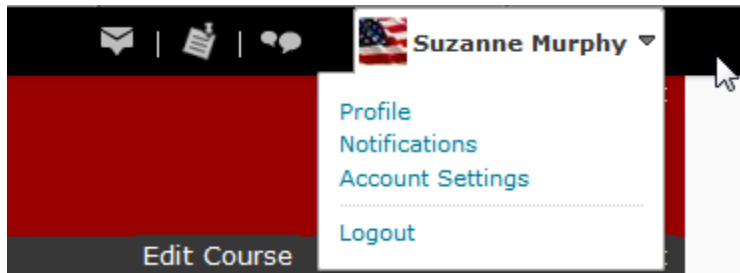 Suzanne Murphy
Profile
Notifications
Account Settings
Logout
Edit Course